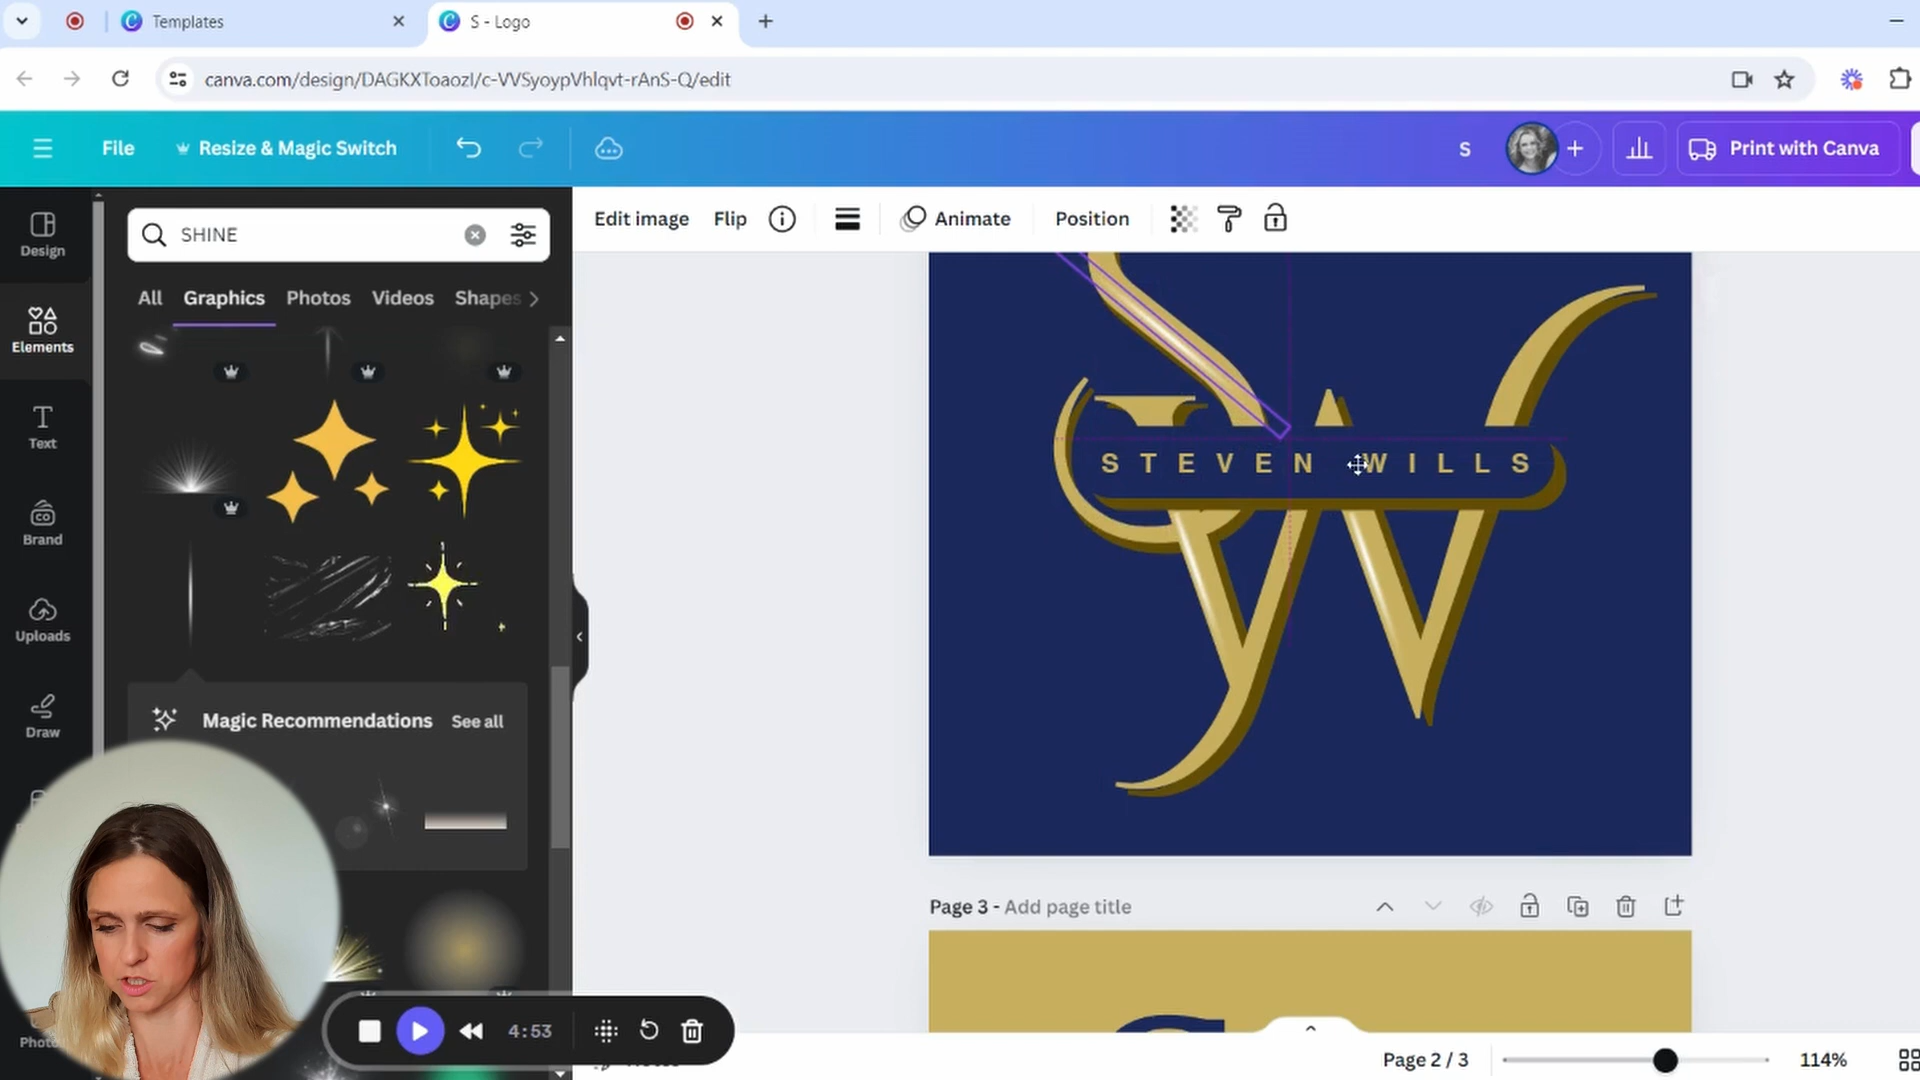 Templates
S - Logo
canva.com/design/DAGKXToaozI/c-VVSyoypVhlqvt-rAnS-Q/edit
File
Resize & Magic Switch
S
Print with Canva
Design
Elements
Text
Brand
Uploads
Draw
SHINE
All
Graphics
Photos
Videos
Shapes
Magic Recommendations
See all
Edit image
Flip
Animate
Position
SW
STEVEN WILLS
Page 3 - Add page title
4:53
Page 2 / 3
114%